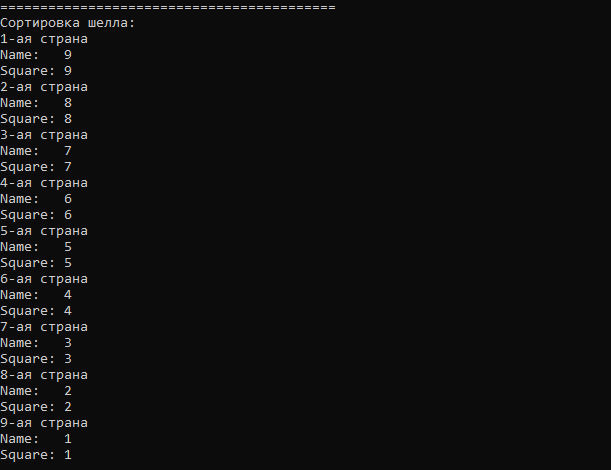 ==========================================
Сортировка шелла:
1-ая страна
Name:   9
Square: 9
2-ая страна
Name:   8
Square: 8
3-ая страна
Name:   7
Square: 7
4-ая страна
Name:   6
Square: 6
5-ая страна
Name:   5
Square: 5
6-ая страна
Name:   4
Square: 4
7-ая страна
Name:   3
Square: 3
8-ая страна
Name:   2
Square: 2
9-ая страна
Name:   1
Square: 1